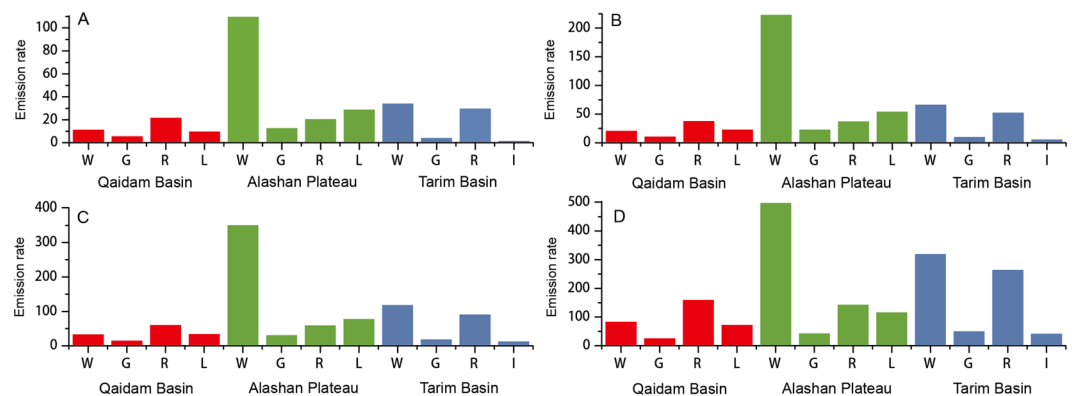 A
Emission rate
100
80
60
40
20
0
W G R L W G R L W G R I
Qaidam Basin Alashan Plateau Tarim Basin
B
Emission rate
200
150
100
50
0
W G R L W G R L W G R I
Qaidam Basin Alashan Plateau Tarim Basin
C
Emission rate
400
300
200
100
0
W G R L W G R L W G R I
Qaidam Basin Alashan Plateau Tarim Basin
D
Emission rate
500
400
300
200
100
0
W G R L W G R L W G R I
Qaidam Basin Alashan Plateau Tarim Basin